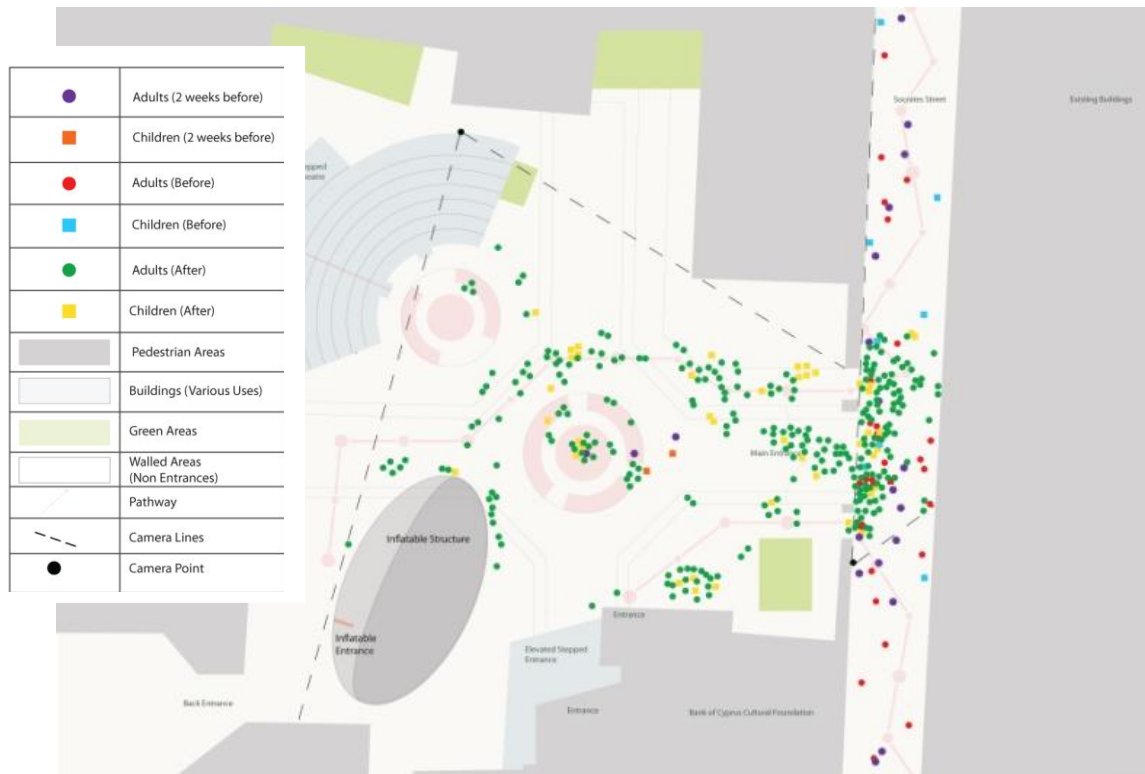 Adults (2 weeks before)
Children (2 weeks before)
Adults (Before)
Children (Before)
Adults (After)
Children (After)
Pedestrian Areas
Buildings (Various Uses)
Green Areas
Walled Areas
(Non Entrances)
Pathway
Camera Lines
Camera Point
Socrates Street
Existing Buildings
Main Entrance
Inflatable Structure
Inflatable
Entrance
Entrance
Elevated Stepped
Entrance
Back Entrance
Entrance
Bank of Cyprus Cultural Foundation